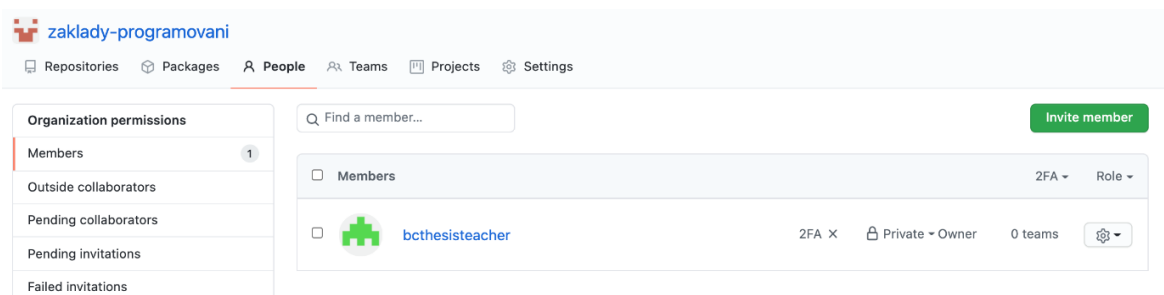 zaklady-programovani
Repositories Packages People Teams Projects Settings
Organization permissions
Members 1
Outside collaborators
Pending collaborators
Pending invitations
Failed invitations
Find a member... Invite member
Members 2FA Role
bcthesisteacher 2FA Private Owner 0 teams